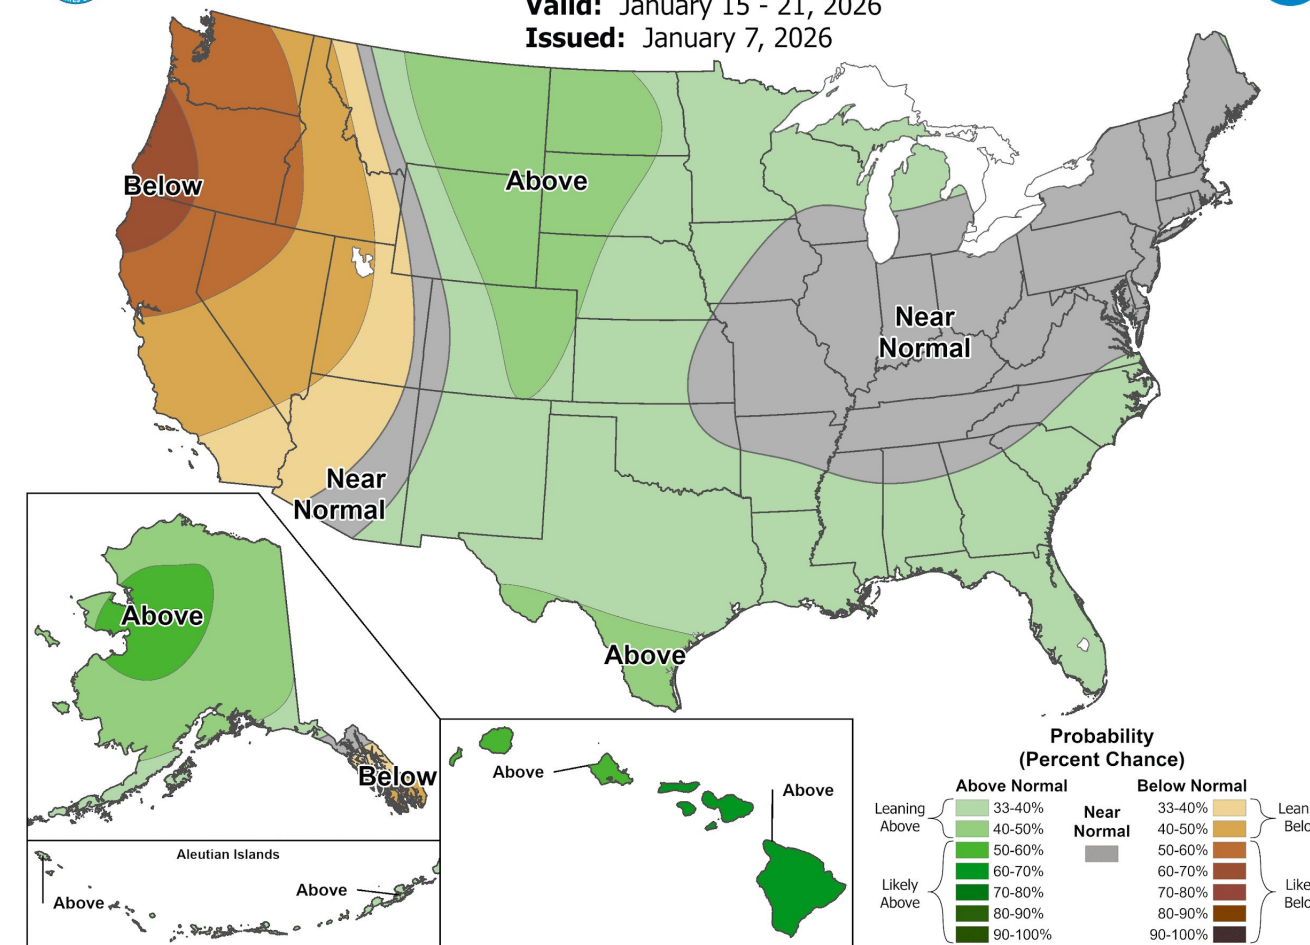 Valid: January 15 - 21, 2026
Issued: January 7, 2026
Below
Above
Near
Normal
Near
Normal
Above
Above
Below
Aleutian Islands
Above
Above
Above
Above
Probability
(Percent Chance)
Above Normal
Below Normal
Leaning
Above
33-40%
40-50%
50-60%
60-70%
70-80%
80-90%
90-100%
Likely
Above
Near
Normal
33-40%
40-50%
50-60%
60-70%
70-80%
80-90%
90-100%